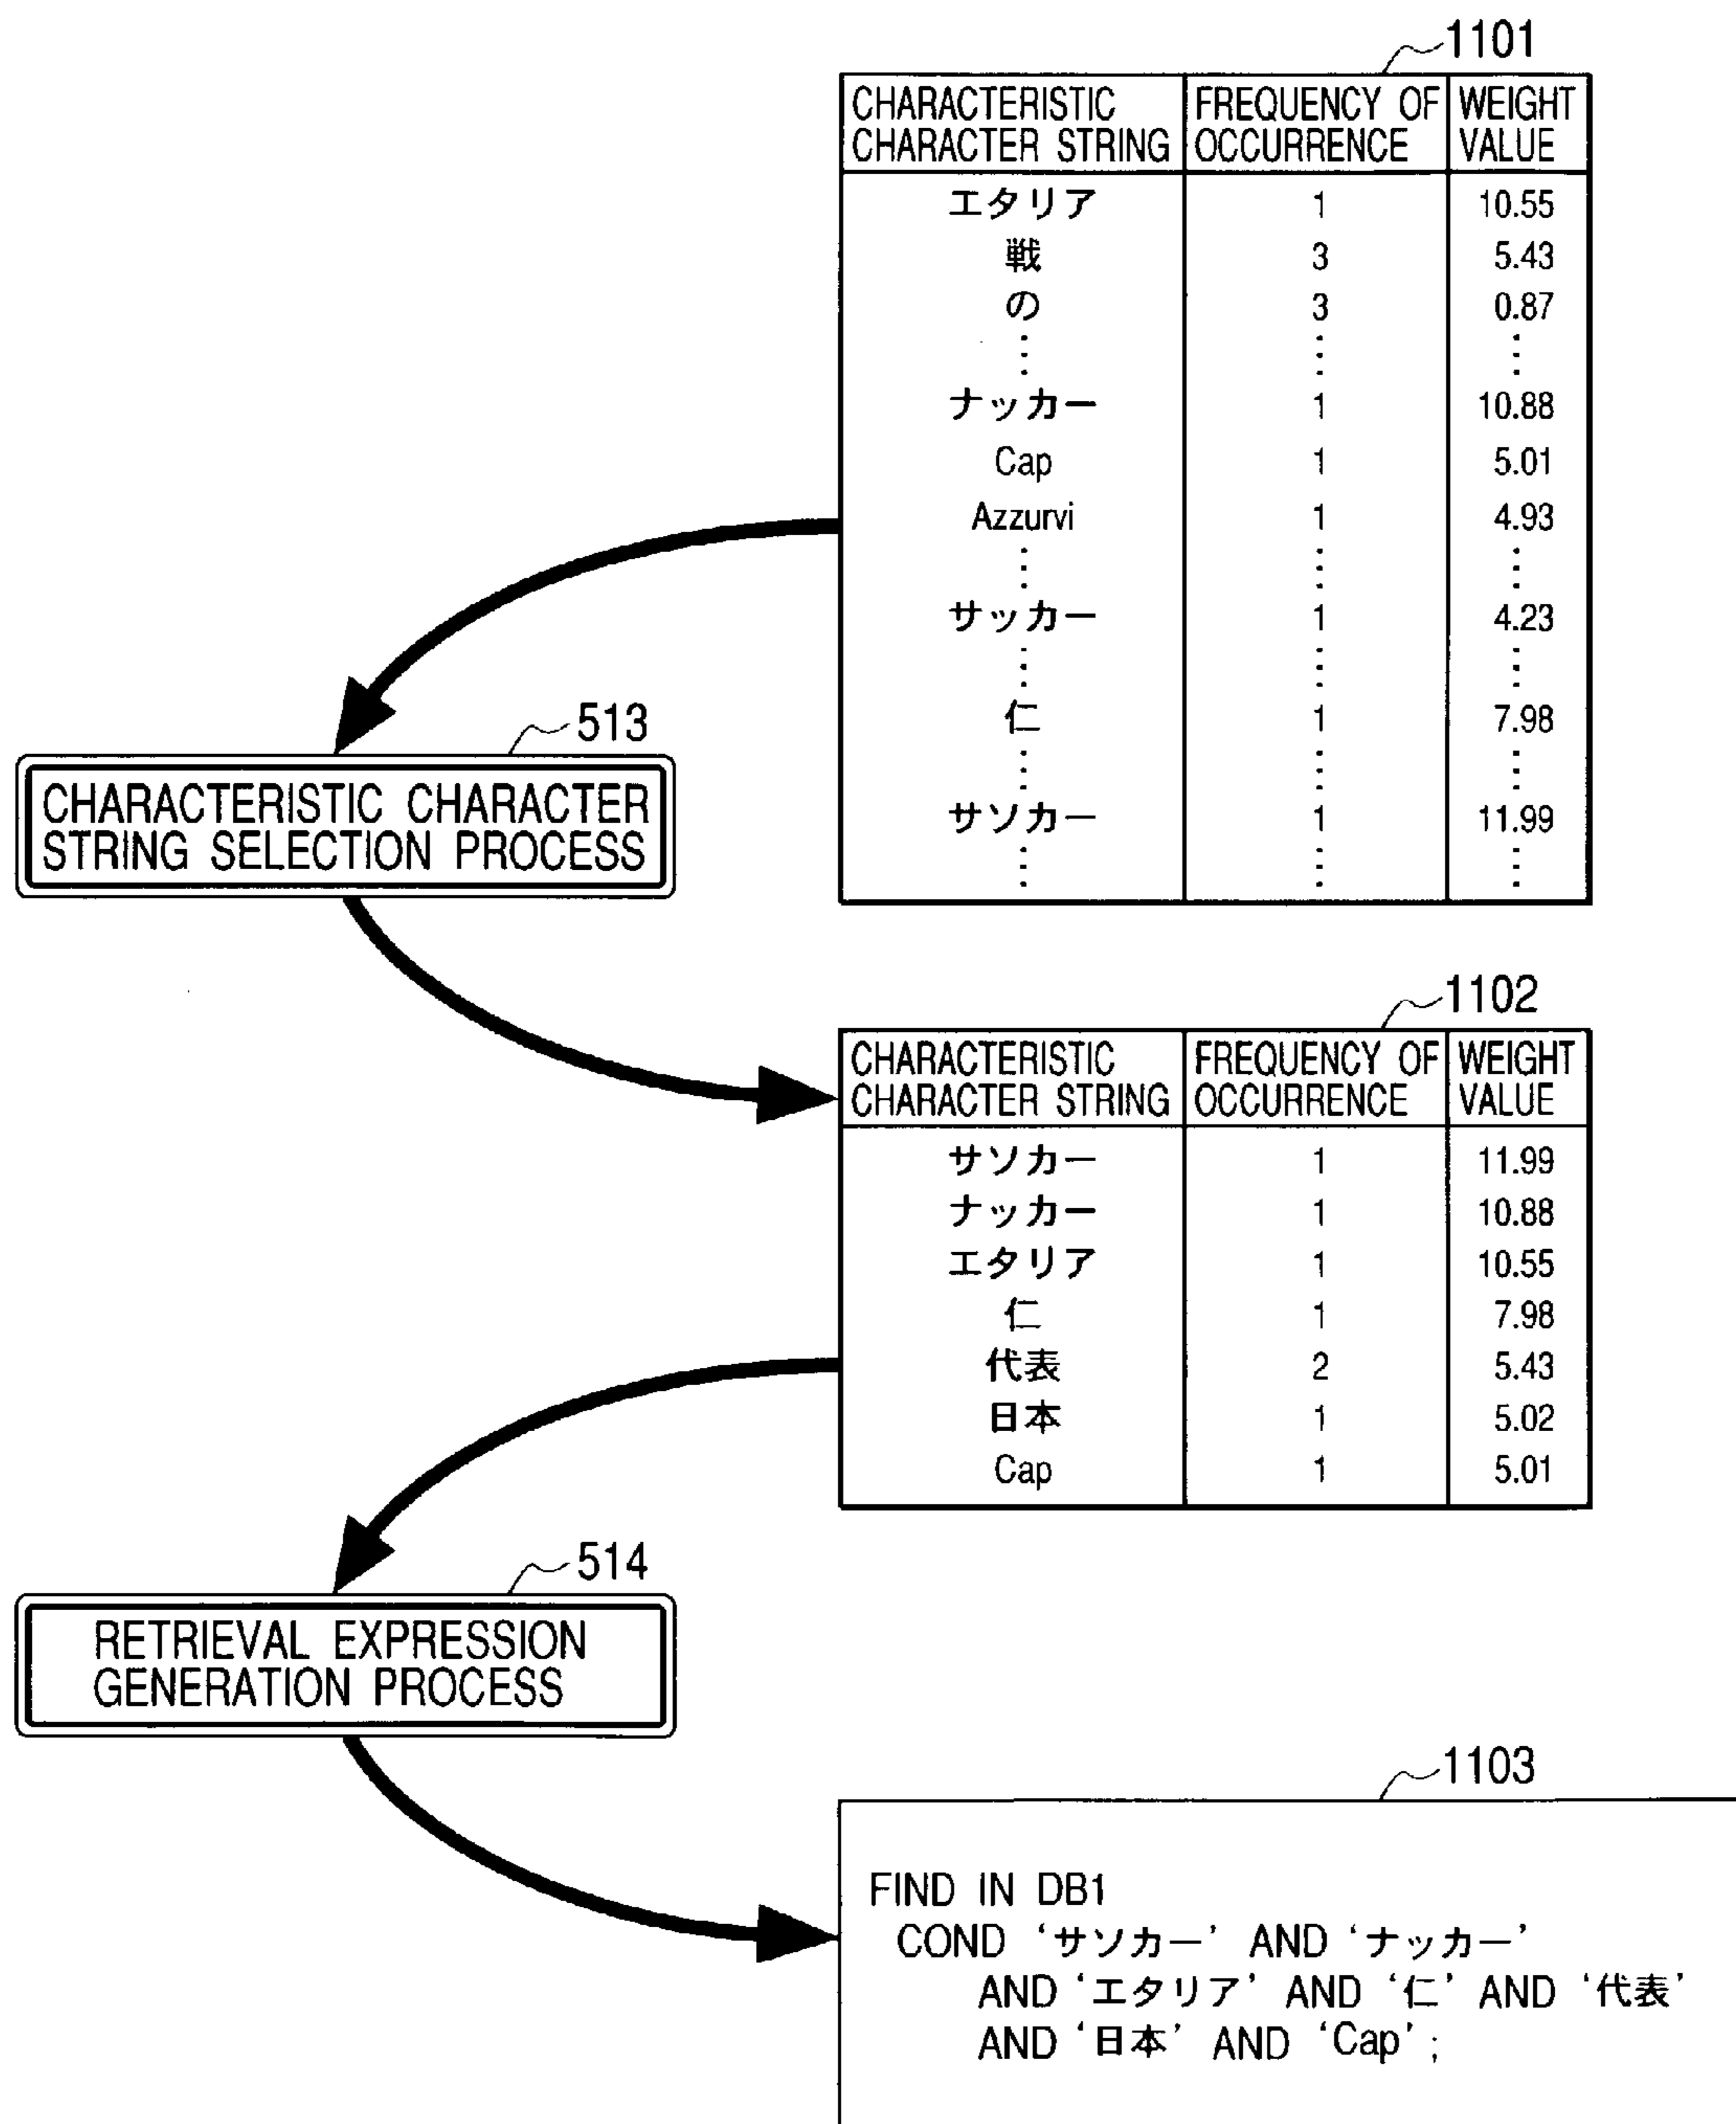 1101
CHARACTERISTIC CHARACTER STRING FREQUENCY OF OCCURRENCE WEIGHT VALUE
エタリア 1 10.55
戦 3 5.43
の 3 0.87
⋮ ⋮ ⋮
ナッカー 1 10.88
Cap 1 5.01
Azzurvi 1 4.93
⋮ ⋮ ⋮
サッカー 1 4.23
⋮ ⋮ ⋮
仁 1 7.98
⋮ ⋮ ⋮
サソカー 1 11.99
⋮ ⋮ ⋮
513
CHARACTERISTIC CHARACTER
STRING SELECTION PROCESS
1102
CHARACTERISTIC CHARACTER STRING FREQUENCY OF OCCURRENCE WEIGHT VALUE
サソカー 1 11.99
ナッカー 1 10.88
エタリア 1 10.55
仁 1 7.98
代表 2 5.43
日本 1 5.02
Cap 1 5.01
514
RETRIEVAL EXPRESSION
GENERATION PROCESS
1103
FIND IN DB1
COND ‘サソカー’ AND ‘ナッカー’
AND ‘エタリア’ AND ‘仁’ AND ‘代表’
AND ‘日本’ AND ‘Cap’ ;